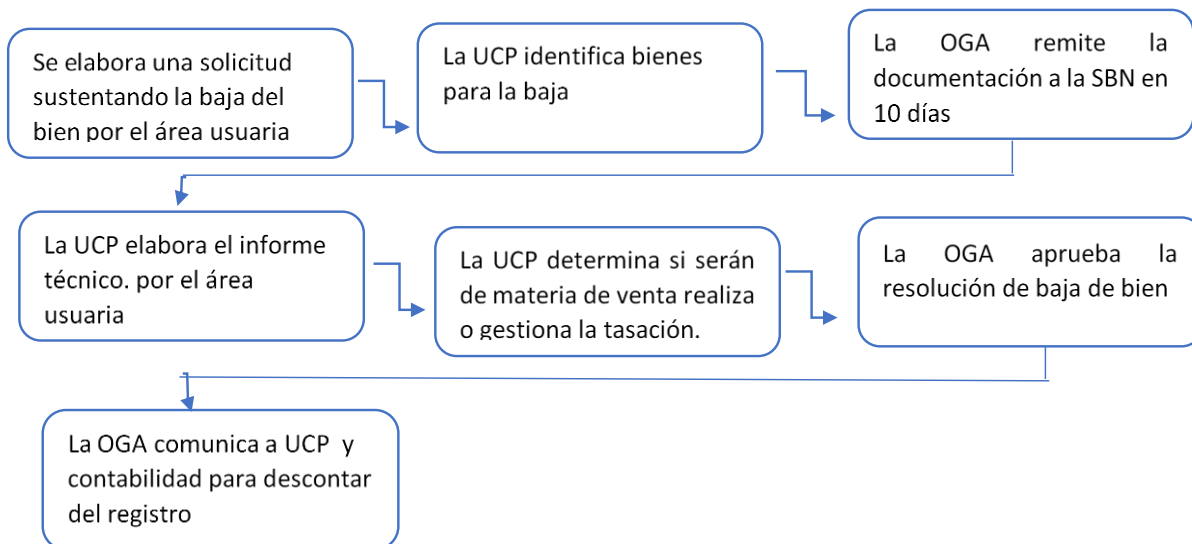 Se elabora una solicitud
sustentando la baja del
bien por el área usuaria
La UCP identifica bienes
para la baja
La OGA remite la
documentación a la SBN en
10 días
La UCP elabora el informe
técnico. por el área
usuaria
La UCP determina si serán
de materia de venta realiza
o gestiona la tasación.
La OGA aprueba la
resolución de baja de bien
La OGA comunica a UCP y
contabilidad para descontar
del registro